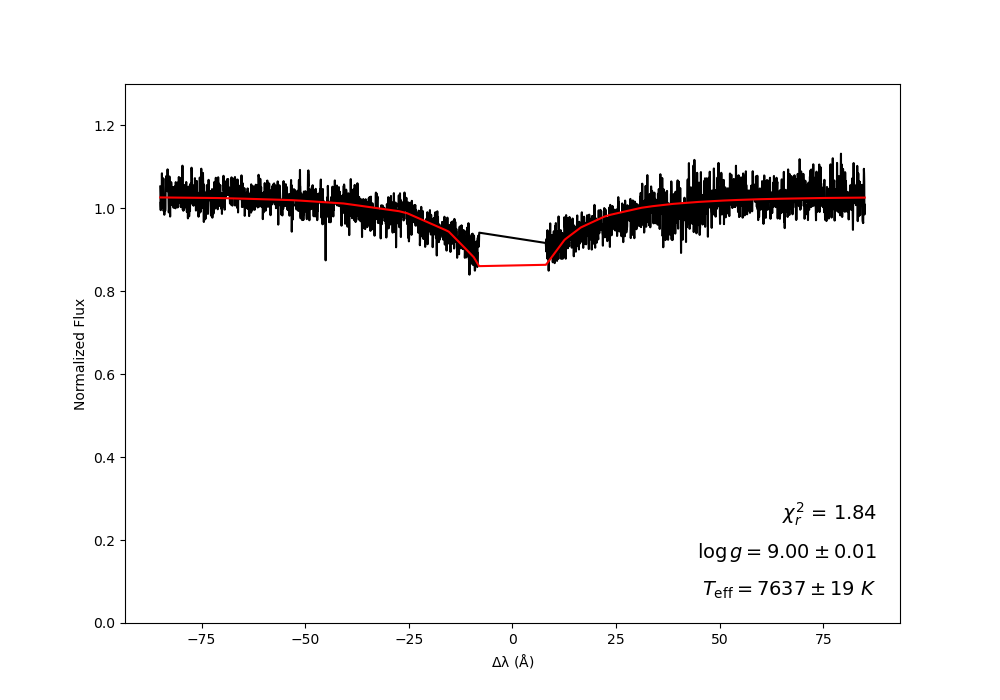 1.2
1.0
0.8
0.6
0.4
0.2
0.0
Normalized Flux
χ²ᵣ = 1.84
log g = 9.00 ± 0.01
T_eff = 7637 ± 19 K
−75 −50 −25 0 25 50 75
Δλ (Å)